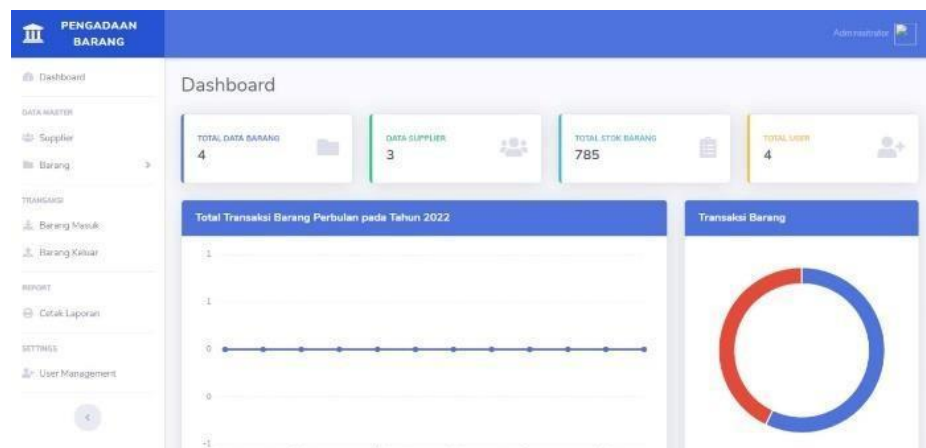 PENGADAAN
BARANG
Administrator
Dashboard
DATA MASTER
Supplier
Barang
TRANSAKSI
Barang Masuk
Barang Keluar
REPORT
Cetak Laporan
SETTINGS
User Management
Dashboard
TOTAL DATA BARANG
4
DATA SUPPLIER
3
TOTAL STOK BARANG
785
TOTAL USER
4
Total Transaksi Barang Perbulan pada Tahun 2022
1
1
0
0
-1
Transaksi Barang